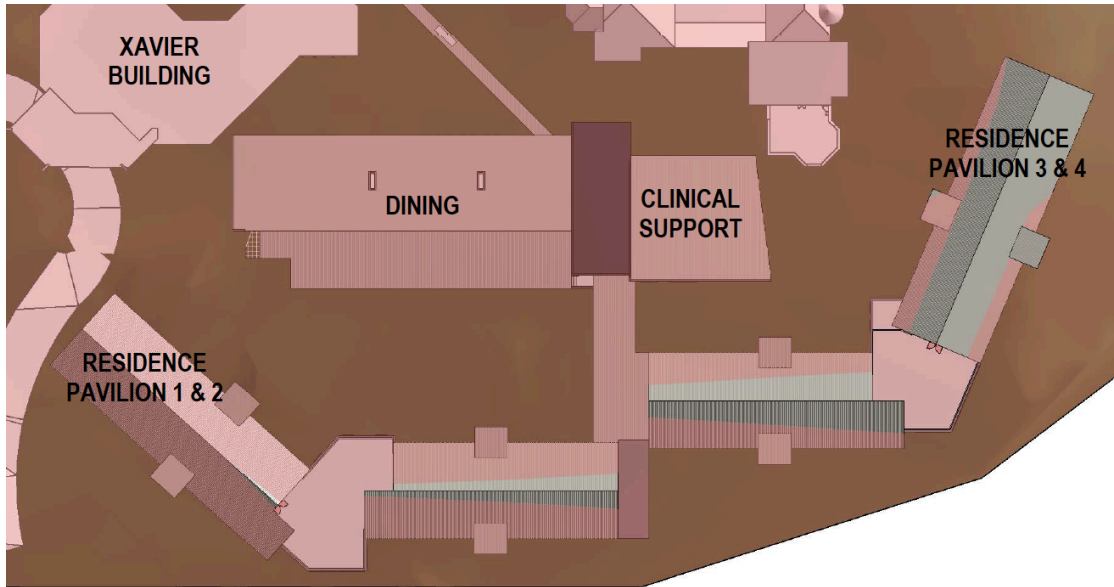 XAVIER
BUILDING
RESIDENCE
PAVILION 3 & 4
DINING
CLINICAL
SUPPORT
RESIDENCE
PAVILION 1 & 2